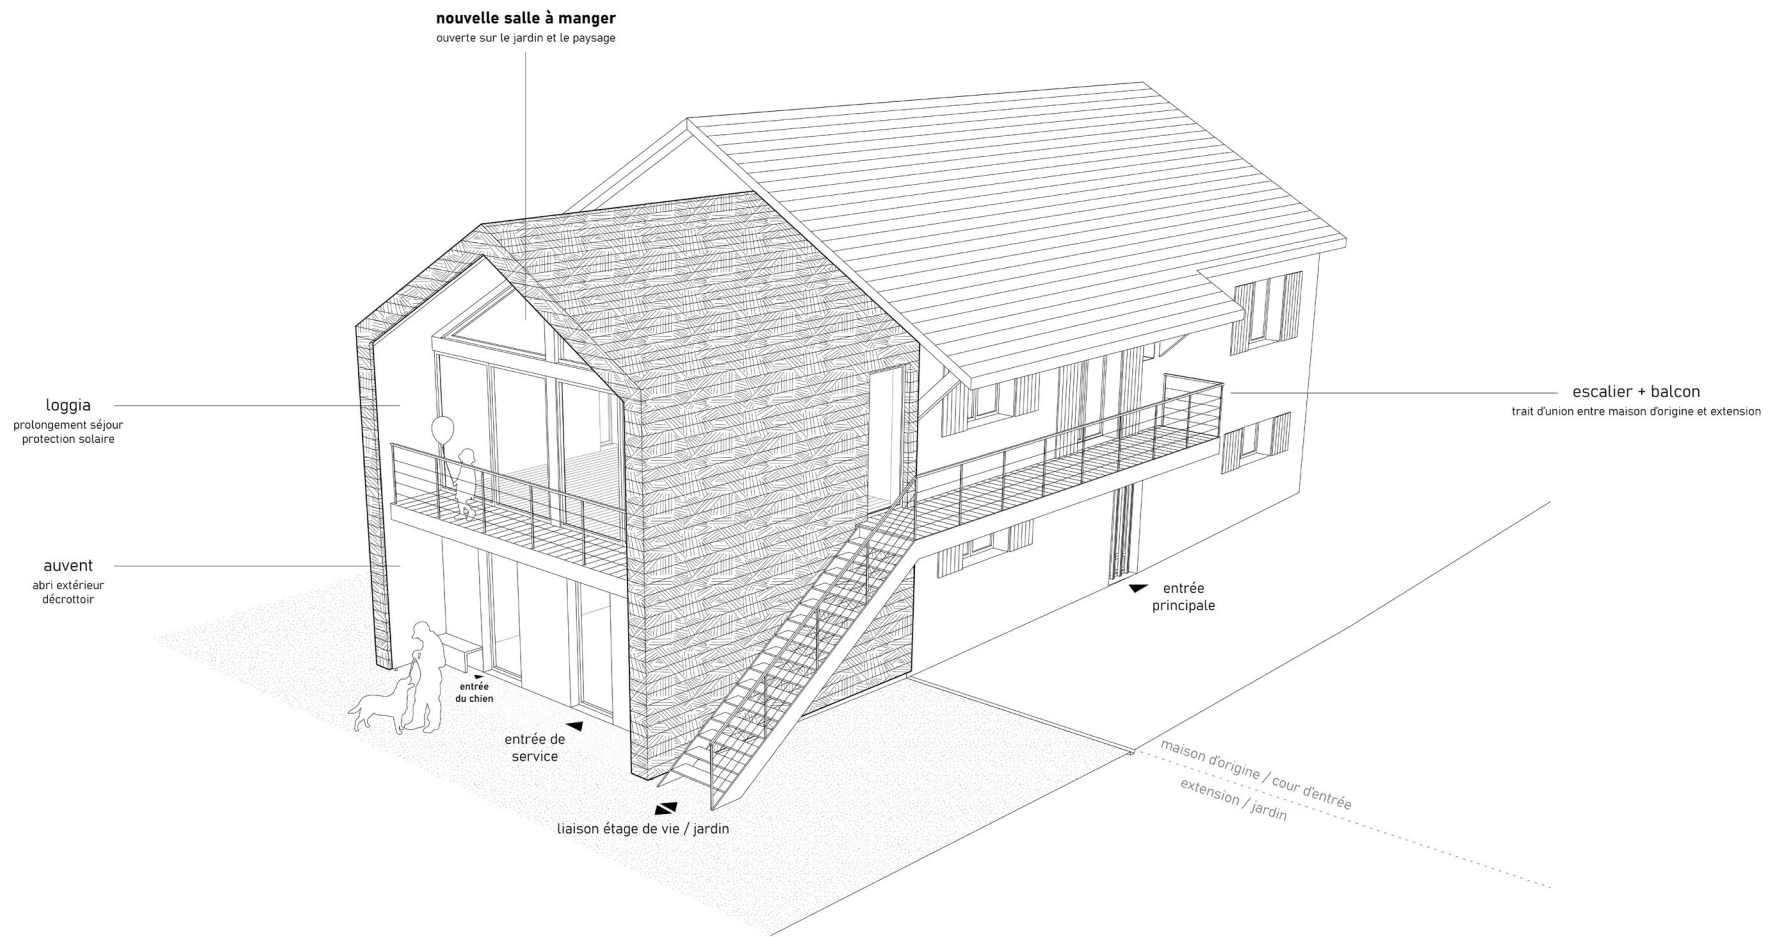 nouvelle salle à manger
ouverte sur le jardin et le paysage
loggia
prolongement séjour
protection solaire
escalier + balcon
trait d'union entre maison d'origine et extension
auvent
abri extérieur
décrottoir
entrée
principale
entrée
du chien
entrée de
service
liaison étage de vie / jardin
maison d'origine / cour d'entrée
extension / jardin